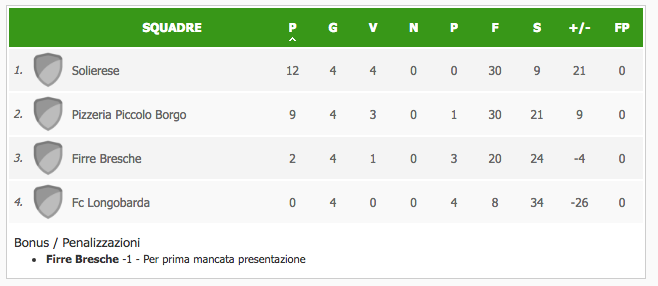 SQUADRE P G V N P F S +/- FP
1. Solierese 12 4 4 0 0 30 9 21 0
2. Pizzeria Piccolo Borgo 9 4 3 0 1 30 21 9 0
3. Firre Bresche 2 4 1 0 3 20 24 -4 0
4. Fc Longobarda 0 4 0 0 4 8 34 -26 0
Bonus / Penalizzazioni
• Firre Bresche -1 - Per prima mancata presentazione